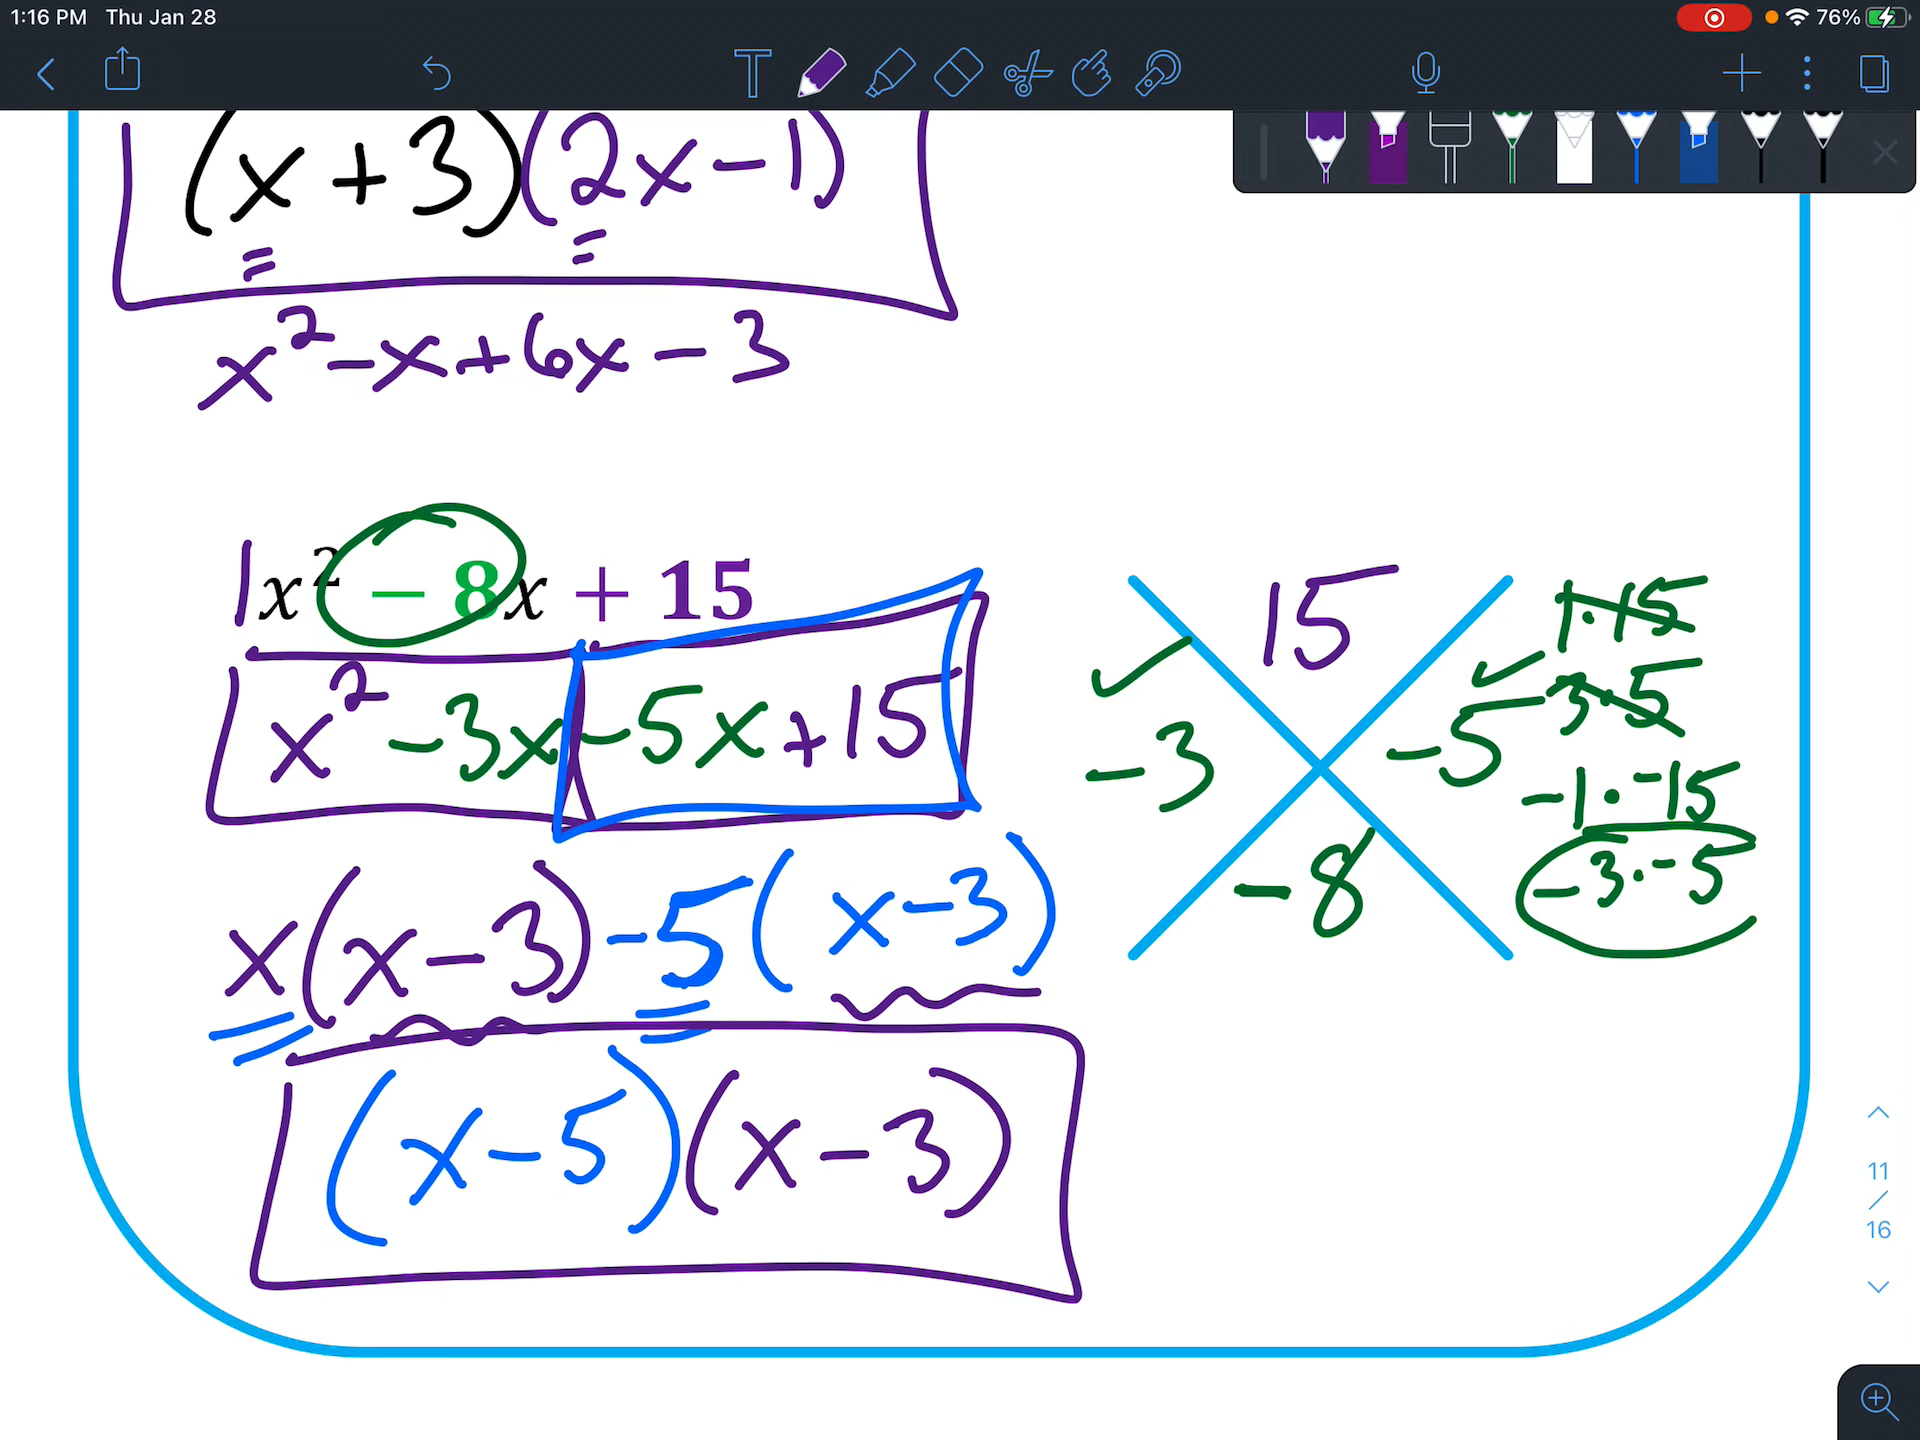 1:16 PM Thu Jan 28 76%
(x + 3)(2x - 1)
x² - x + 6x - 3
1x² - 8x + 15
x² - 3x - 5x + 15
x(x - 3) - 5(x - 3)
(x - 5)(x - 3)
15
-3
-5
-8
1 · 15
3 · 5
-1 · -15
-3 · -5
11
/
16